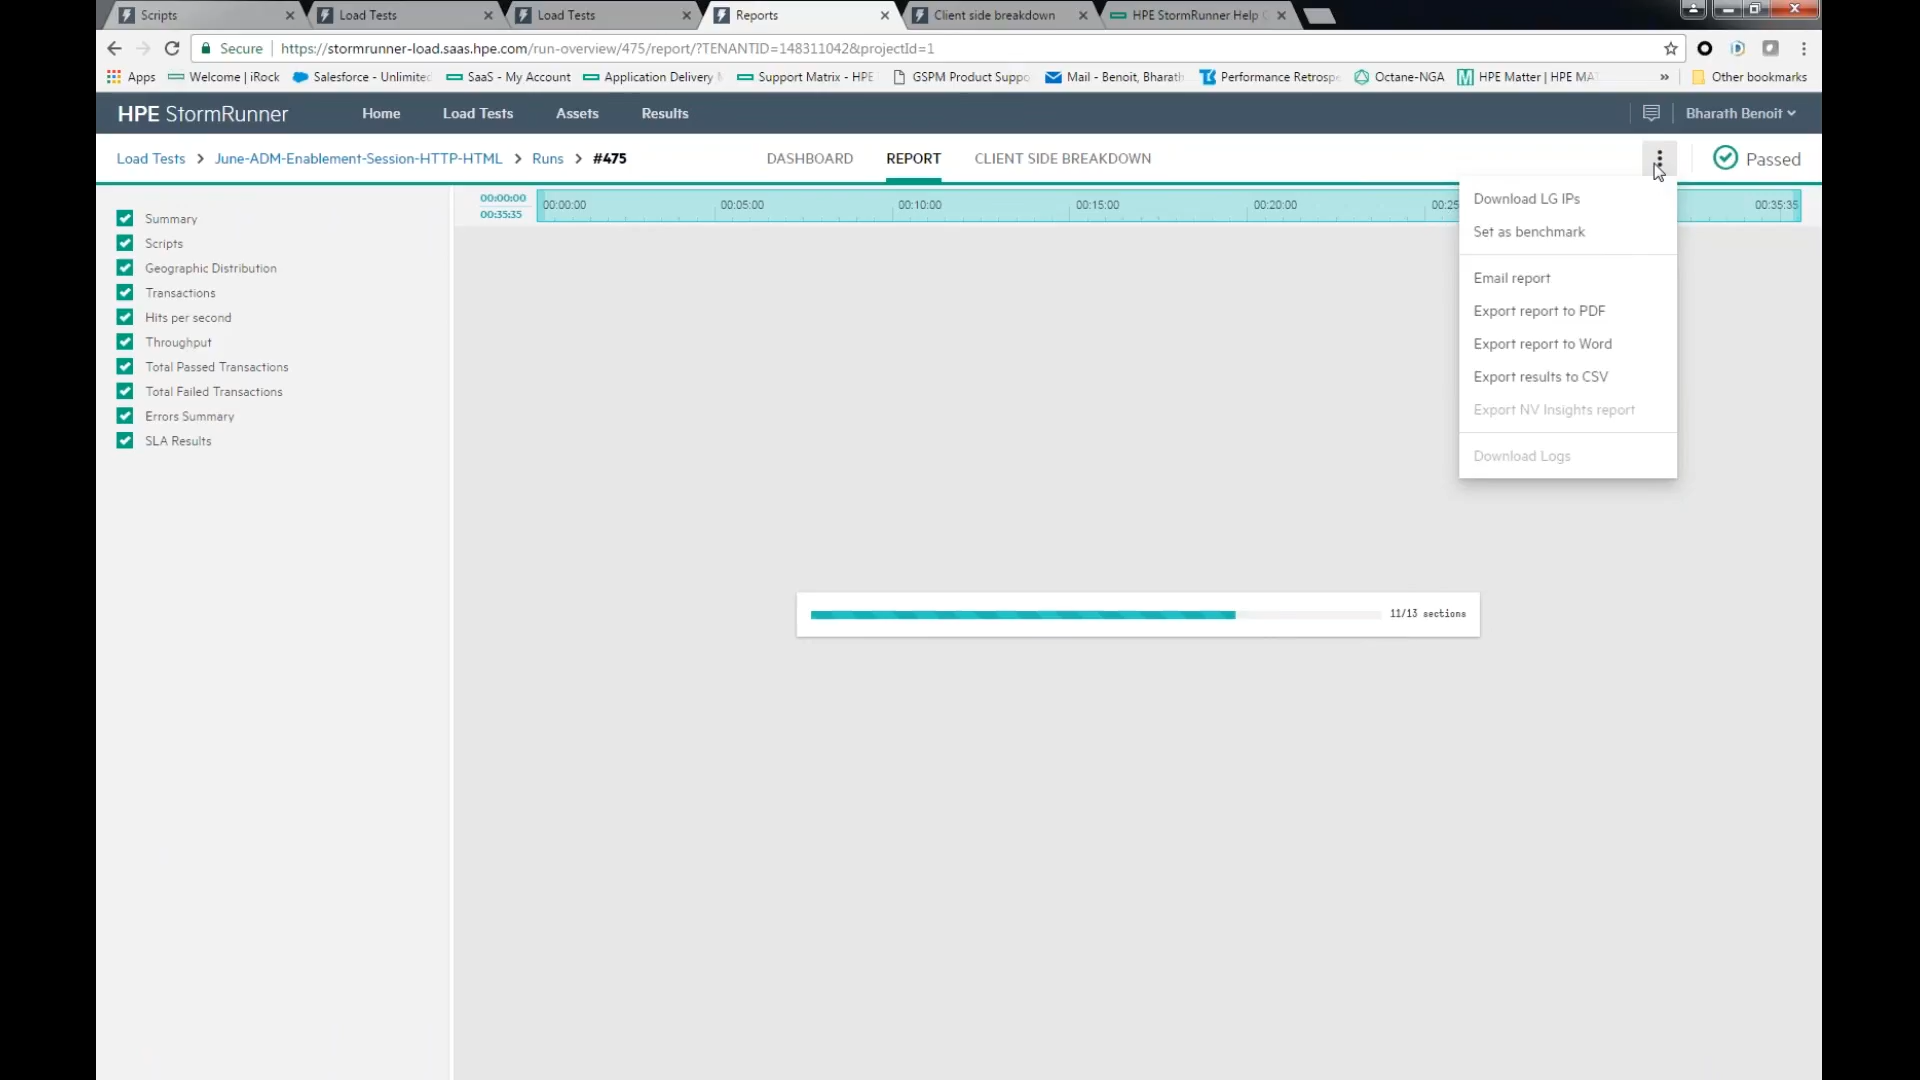 Scripts
Load Tests
Load Tests
Reports
Client side breakdown
HPE StormRunner Help C
Secure
https://stormrunner-load.saas.hpe.com/run-overview/475/report/?TENANTID=148311042&projectId=1
Apps
Welcome | iRock
Salesforce - Unlimited
SaaS - My Account
Application Delivery
Support Matrix - HPE
GSPM Product Suppo
Mail - Benoit, Bharath
Performance Retrospe
Octane-NGA
HPE Matter | HPE MA
»
Other bookmarks
HPE StormRunner
Home
Load Tests
Assets
Results
Bharath Benoit
Load Tests > June-ADM-Enablement-Session-HTTP-HTML > Runs > #475
DASHBOARD
REPORT
CLIENT SIDE BREAKDOWN
Passed
00:00:00
00:35:35
00:00:00
00:05:00
00:10:00
00:15:00
00:20:00
00:25
00:35:35
Summary
Scripts
Geographic Distribution
Transactions
Hits per second
Throughput
Total Passed Transactions
Total Failed Transactions
Errors Summary
SLA Results
Download LG IPs
Set as benchmark
Email report
Export report to PDF
Export report to Word
Export results to CSV
Export NV Insights report
Download Logs
11/13 sections